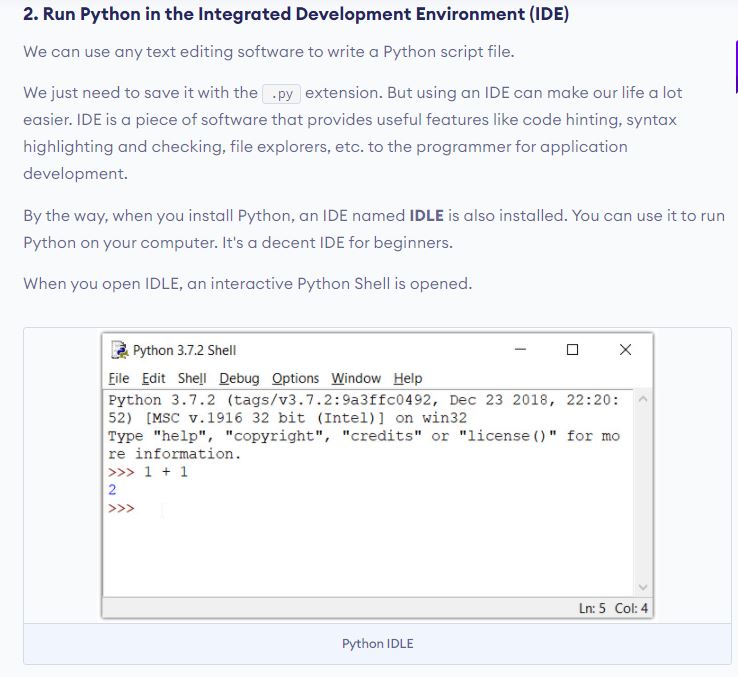 2. Run Python in the Integrated Development Environment (IDE)
We can use any text editing software to write a Python script file.
We just need to save it with the .py extension. But using an IDE can make our life a lot
easier. IDE is a piece of software that provides useful features like code hinting, syntax
highlighting and checking, file explorers, etc. to the programmer for application
development.
By the way, when you install Python, an IDE named IDLE is also installed. You can use it to run
Python on your computer. It's a decent IDE for beginners.
When you open IDLE, an interactive Python Shell is opened.
Python 3.7.2 Shell
File Edit Shell Debug Options Window Help
Python 3.7.2 (tags/v3.7.2:9a3ffc0492, Dec 23 2018, 22:20:
52) [MSC v.1916 32 bit (Intel)] on win32
Type "help", "copyright", "credits" or "license()" for mo
re information.
>>> 1 + 1
2
>>>
Ln: 5 Col: 4
Python IDLE